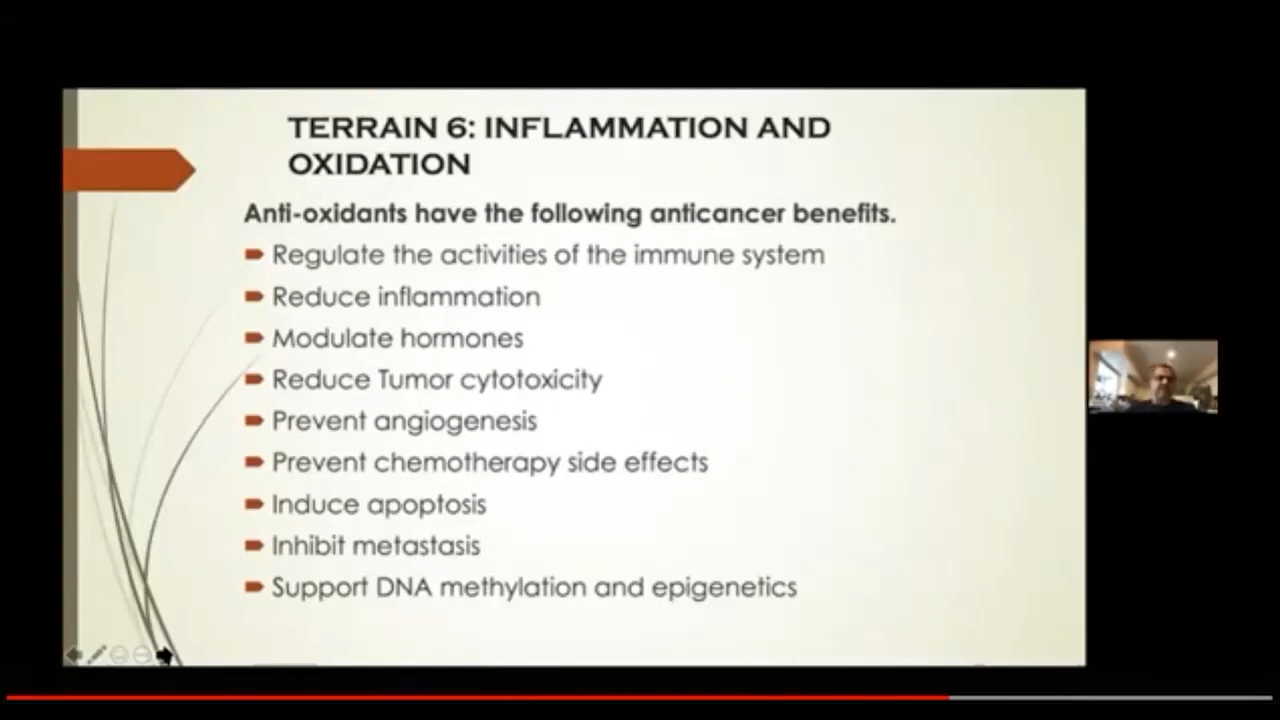 TERRAIN 6: INFLAMMATION AND
OXIDATION
Anti-oxidants have the following anticancer benefits.
Regulate the activities of the immune system
Reduce inflammation
Modulate hormones
Reduce Tumor cytotoxicity
Prevent angiogenesis
Prevent chemotherapy side effects
Induce apoptosis
Inhibit metastasis
Support DNA methylation and epigenetics